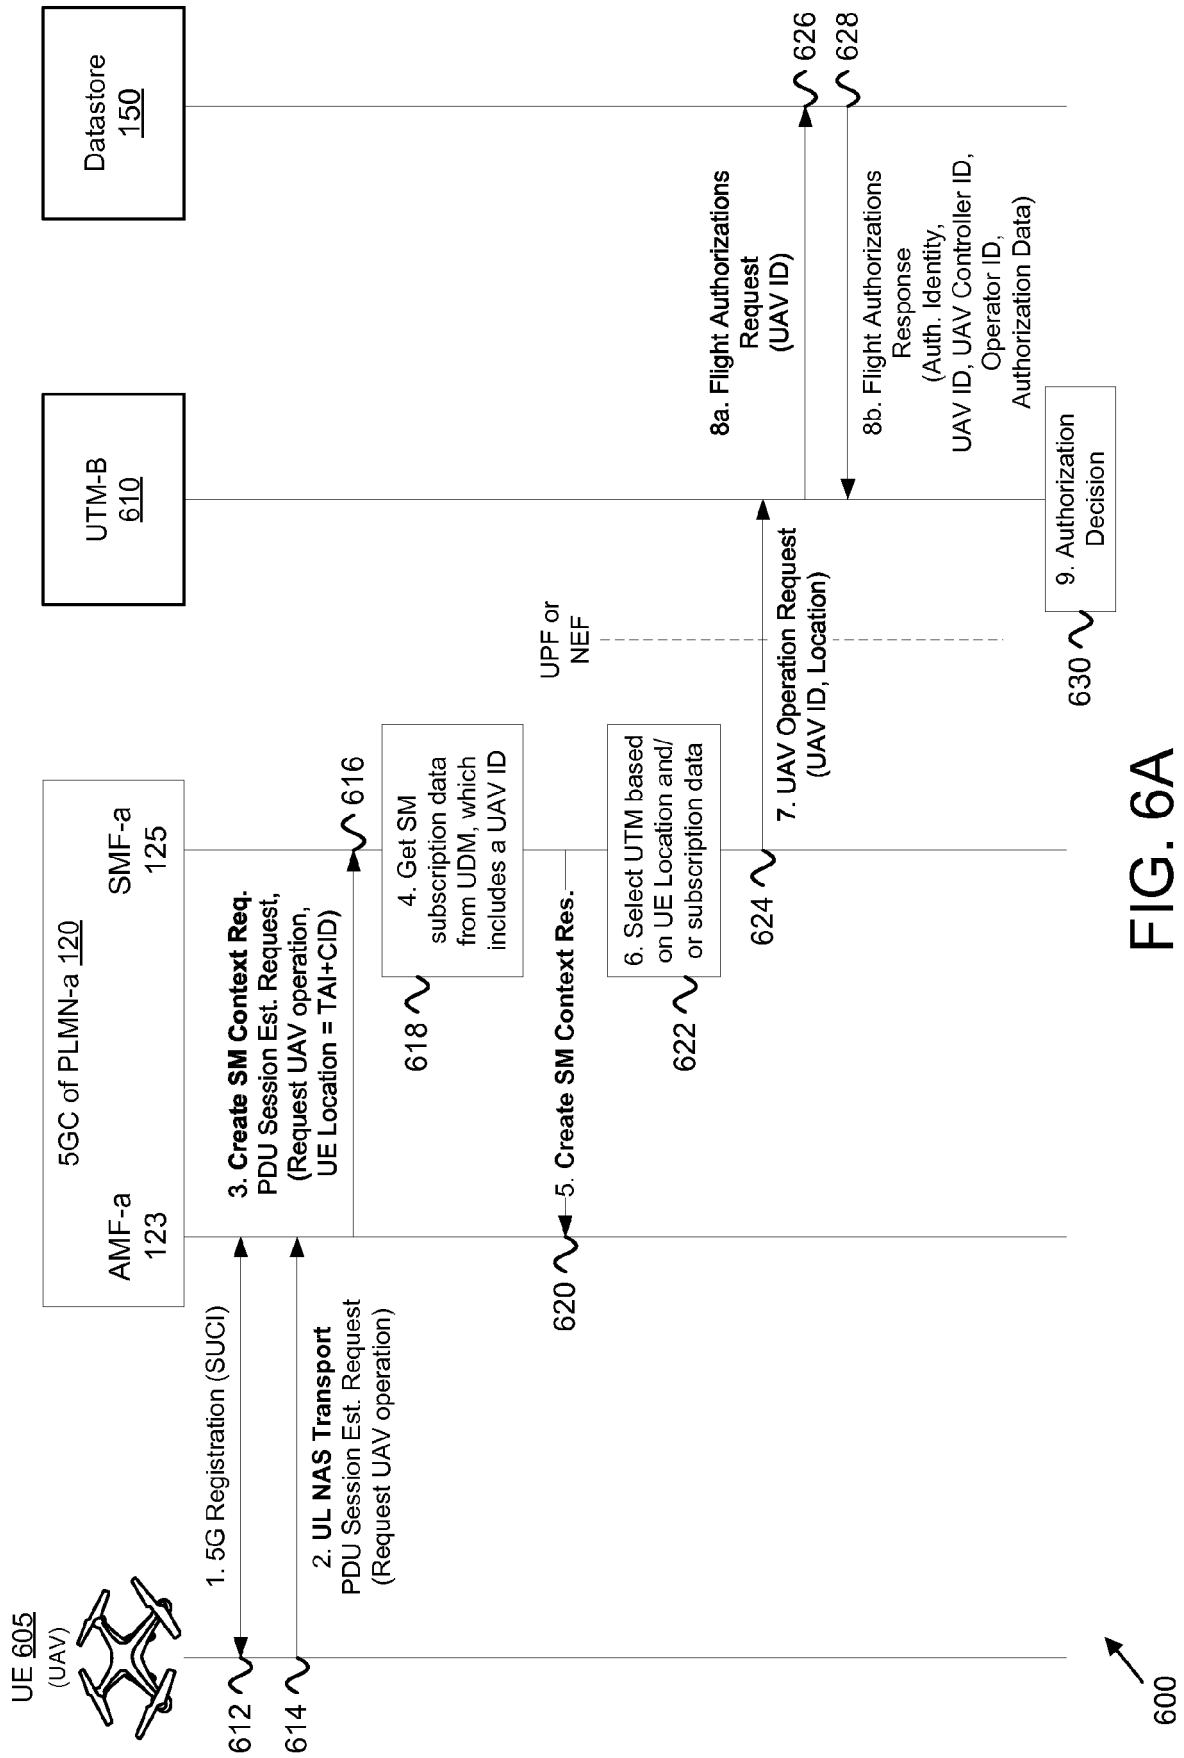 UE 605
(UAV)
5GC of PLMN-a 120
AMF-a
123
SMF-a
125
UTM-B
610
Datastore
150
612
1. 5G Registration (SUCI)
614
2. UL NAS Transport
PDU Session Est. Request
(Request UAV operation)
3. Create SM Context Req.
PDU Session Est. Request,
(Request UAV operation,
UE Location = TAI+CID)
616
618
4. Get SM
subscription data
from UDM, which
includes a UAV ID
620
5. Create SM Context Res.
622
6. Select UTM based
on UE Location and/
or subscription data
UPF or
NEF
624
7. UAV Operation Request
(UAV ID, Location)
8a. Flight Authorizations
Request
(UAV ID)
626
628
8b. Flight Authorizations
Response
(Auth. Identity,
UAV ID, UAV Controller ID,
Operator ID,
Authorization Data)
630
9. Authorization
Decision
600
FIG. 6A